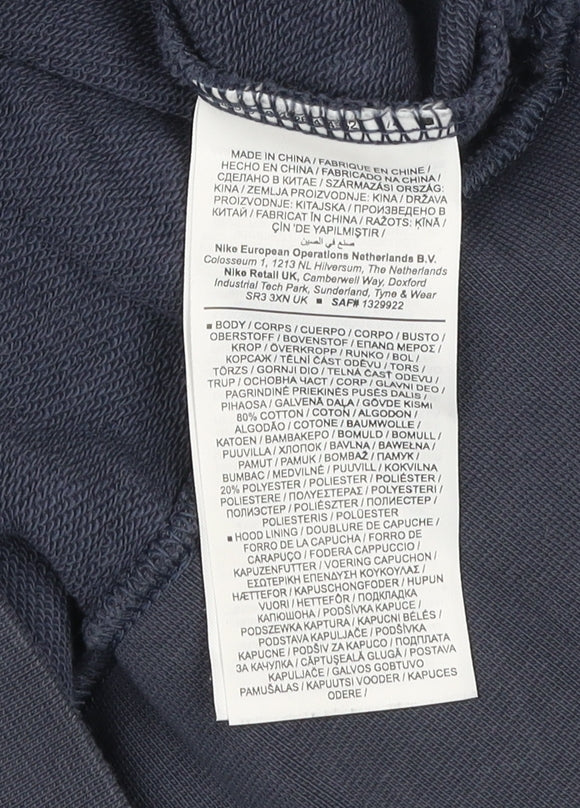 MADE IN CHINA / FABRIQUE EN CHINE /
HECHO EN CHINA / FABRICADO NA CHINA /
СДЕЛАНО В КИТАЕ / SZÁRMAZÁSI ORSZÁG:
KINA / ZEMLJA PROIZVODNJE: KINA / DRŽAVA
PROIZVODNJE: KITAJSKA / ПРОИЗВЕДЕНО В
КИТАЙ / FABRICAT ÎN CHINA / RAŽOTS: ĶĪNĀ /
ÇİN 'DE YAPILMIŞTIR /
صنع في الصين
Nike European Operations Netherlands B.V.
Colosseum 1, 1213 NL Hilversum, The Netherlands
Nike Retail UK, Camberwell Way, Doxford
Industrial Tech Park, Sunderland, Tyne & Wear
SR3 3XN UK ■ SAF# 1329922
■ BODY / CORPS / CUERPO / CORPO / BUSTO /
OBERSTOFF / BOVENSTOF / ΕΠΑΝΩ ΜΕΡΟΣ /
KROP / ÖVERKROPP / RUNKO / BOL /
КОРСАЖ / TĚLNÍ ČÁST ODĚVU / TORS /
TÖRZS / GORNJI DIO / TELNÁ ČASŤ ODEVU /
TRUP / ОСНОВНА ЧАСТ / CORP / GLAVNI DEO /
PAGRINDINĖ PRIEKINĖS PUSĖS DALIS /
PIHAOSA / GALVENĀ DAĻA / GÖVDE KISMI
80% COTTON / COTON / ALGODON /
ALGODÃO / COTONE / BAUMWOLLE /
KATOEN / ΒΑΜΒΑΚΕΡΟ / BOMULD / BOMULL /
PUUVILLA / ХЛОПОК / BAVLNA / BAWEŁNA /
PAMUT / PAMUK / BOMBAŽ / ПАМУК /
BUMBAC / MEDVILNĖ / PUUVILL / KOKVILNA
20% POLYESTER / POLIESTER / POLIÉSTER /
POLIESTERE / ΠΟΛΥΕΣΤΕΡΑΣ / POLYESTERI /
ПОЛИЭСТЕР / POLIÉSZTER / ПОЛИЕСТЕР /
POLIESTERIS / POLÜESTER
■ HOOD LINING / DOUBLURE DE CAPUCHE /
FORRO DE LA CAPUCHA / FORRO DE
CARAPUÇO / FODERA CAPPUCCIO /
KAPUZENFUTTER / VOERING CAPUCHON /
ΕΣΩΤΕΡΙΚΗ ΕΠΕΝΔΥΣΗ ΚΟΥΚΟΥΛΑΣ /
HÆTTEFOR / KAPUSCHONGFODER / HUPUN
VUORI / HETTEFÔR / ПОДКЛАДКА
КАПЮШОНА / PODŠÍVKA KAPUCE /
PODSZEWKA KAPTURA / KAPUCNI BÉLÉS /
PODSTAVA KAPULJAČE / PODŠÍVKA
KAPUCNE / PODŠIV ZA KAPUCO / ПОДПЛАТА
ЗА КАЧУЛКА / CĂPTUŞEALĂ GLUGĂ / POSTAVA
KAPULJAČE / GALVOS GOBTUVO
PAMUŠALAS / KAPUUTSI VOODER / KAPUCES
ODERE /